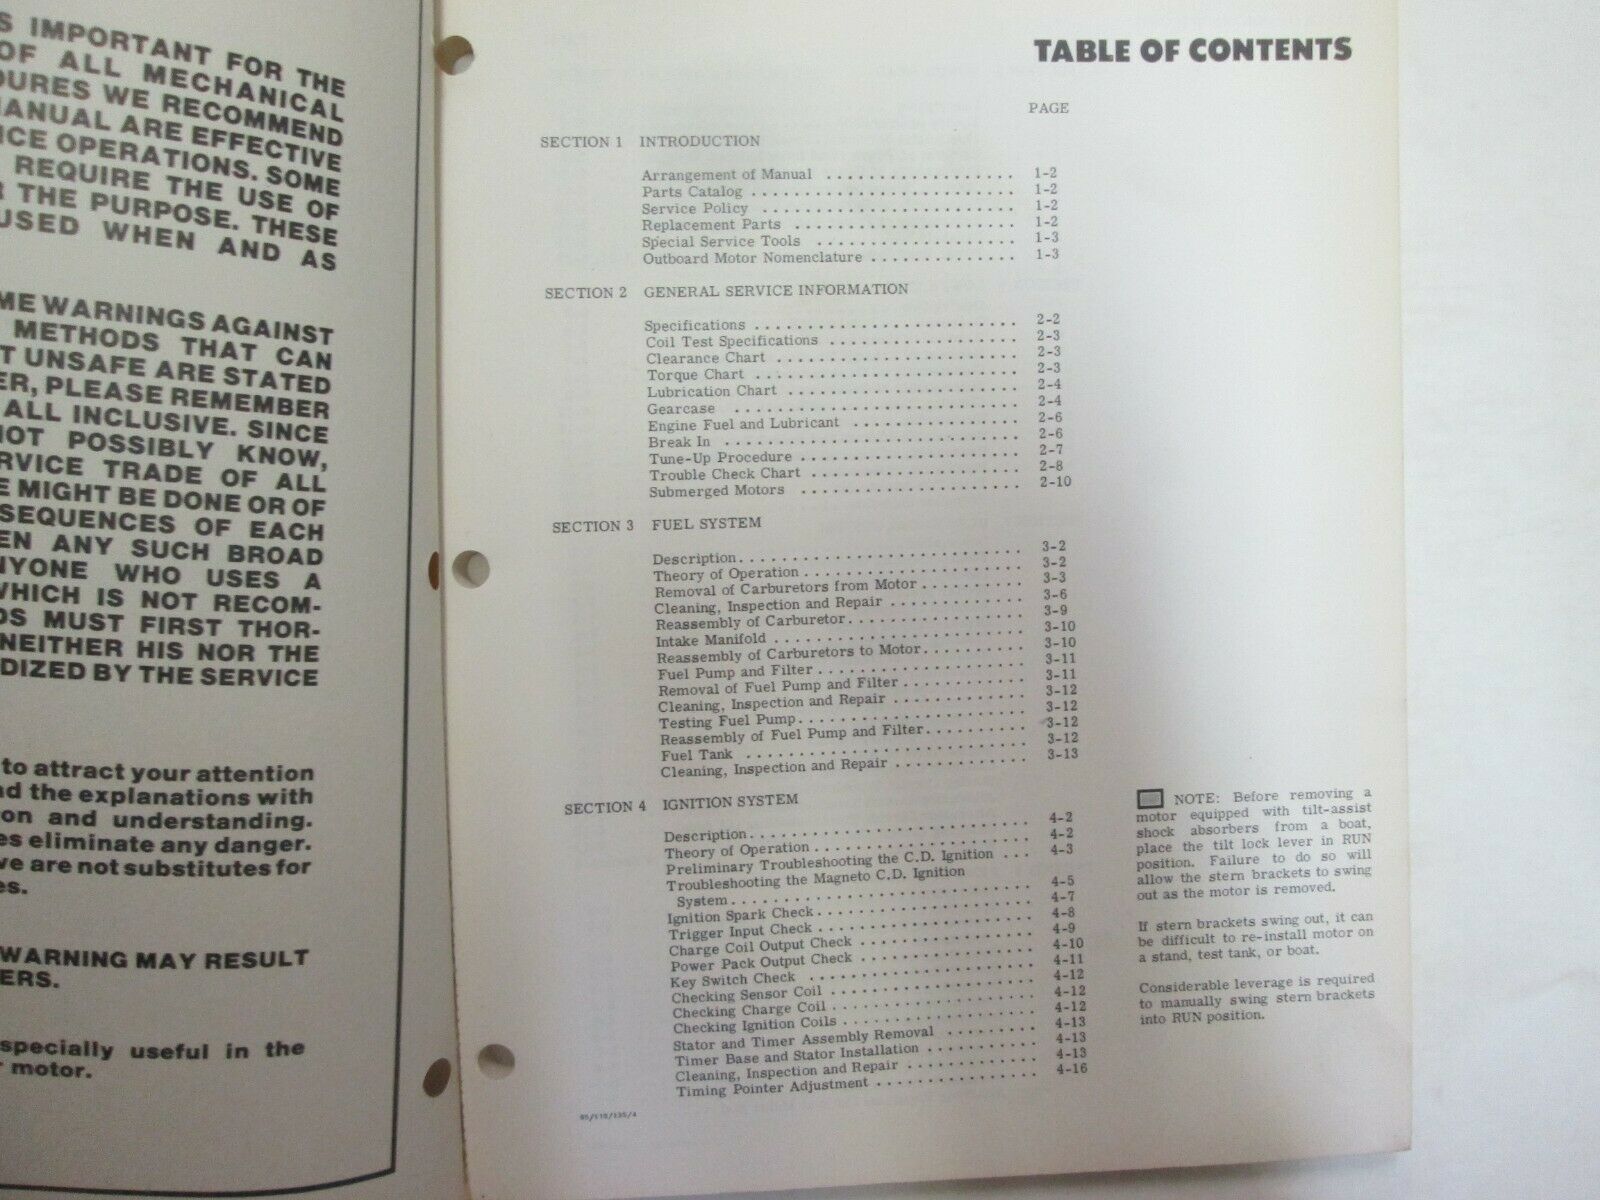 S IMPORTANT FOR THE
OF ALL MECHANICAL
DURES WE RECOMMEND
MANUAL ARE EFFECTIVE
ICE OPERATIONS. SOME
REQUIRE THE USE OF
R THE PURPOSE. THESE
USED WHEN AND AS
ME WARNINGS AGAINST
METHODS THAT CAN
T UNSAFE ARE STATED
ER, PLEASE REMEMBER
ALL INCLUSIVE. SINCE
NOT POSSIBLY KNOW,
RVICE TRADE OF ALL
E MIGHT BE DONE OR OF
SEQUENCES OF EACH
EN ANY SUCH BROAD
NYONE WHO USES A
WHICH IS NOT RECOM-
DS MUST FIRST THOR-
NEITHER HIS NOR THE
DIZED BY THE SERVICE
to attract your attention
nd the explanations with
on and understanding.
es eliminate any danger.
ve are not substitutes for
es.
WARNING MAY RESULT
ERS.
specially useful in the
r motor.
TABLE OF CONTENTS
PAGE
SECTION 1 INTRODUCTION
Arrangement of Manual . . . . . . . . . . . . . . . . . . . 1-2
Parts Catalog . . . . . . . . . . . . . . . . . . . . . . . . . 1-2
Service Policy . . . . . . . . . . . . . . . . . . . . . . . . 1-2
Replacement Parts . . . . . . . . . . . . . . . . . . . . . . 1-2
Special Service Tools . . . . . . . . . . . . . . . . . . . 1-3
Outboard Motor Nomenclature . . . . . . . . . . . . . . 1-3
SECTION 2 GENERAL SERVICE INFORMATION
Specifications . . . . . . . . . . . . . . . . . . . . . . . . . 2-2
Coil Test Specifications . . . . . . . . . . . . . . . . . . 2-3
Clearance Chart . . . . . . . . . . . . . . . . . . . . . . . 2-3
Torque Chart . . . . . . . . . . . . . . . . . . . . . . . . . 2-3
Lubrication Chart . . . . . . . . . . . . . . . . . . . . . . 2-4
Gearcase . . . . . . . . . . . . . . . . . . . . . . . . . . . 2-4
Engine Fuel and Lubricant . . . . . . . . . . . . . . . . 2-6
Break In . . . . . . . . . . . . . . . . . . . . . . . . . . . . 2-6
Tune-Up Procedure . . . . . . . . . . . . . . . . . . . . . 2-7
Trouble Check Chart . . . . . . . . . . . . . . . . . . . . 2-8
Submerged Motors . . . . . . . . . . . . . . . . . . . . . 2-10
SECTION 3 FUEL SYSTEM
Description . . . . . . . . . . . . . . . . . . . . . . . . . . . 3-2
Theory of Operation . . . . . . . . . . . . . . . . . . . . . 3-2
Removal of Carburetors from Motor . . . . . . . . . . 3-3
Cleaning, Inspection and Repair . . . . . . . . . . . . . 3-6
Reassembly of Carburetor . . . . . . . . . . . . . . . . . 3-9
Intake Manifold . . . . . . . . . . . . . . . . . . . . . . . . 3-10
Reassembly of Carburetors to Motor . . . . . . . . . . 3-10
Fuel Pump and Filter . . . . . . . . . . . . . . . . . . . . 3-11
Removal of Fuel Pump and Filter . . . . . . . . . . . . 3-11
Cleaning, Inspection and Repair . . . . . . . . . . . . . 3-12
Testing Fuel Pump . . . . . . . . . . . . . . . . . . . . . . 3-12
Reassembly of Fuel Pump and Filter . . . . . . . . . . 3-12
Fuel Tank . . . . . . . . . . . . . . . . . . . . . . . . . . . 3-12
Cleaning, Inspection and Repair . . . . . . . . . . . . . 3-13
SECTION 4 IGNITION SYSTEM
Description . . . . . . . . . . . . . . . . . . . . . . . . . . . 4-2
Theory of Operation . . . . . . . . . . . . . . . . . . . . . 4-2
Preliminary Troubleshooting the C.D. Ignition . . . 4-3
Troubleshooting the Magneto C.D. Ignition
System . . . . . . . . . . . . . . . . . . . . . . . . . . . . . 4-5
Ignition Spark Check . . . . . . . . . . . . . . . . . . . . . 4-7
Trigger Input Check . . . . . . . . . . . . . . . . . . . . . 4-8
Charge Coil Output Check . . . . . . . . . . . . . . . . . 4-9
Power Pack Output Check . . . . . . . . . . . . . . . . . 4-10
Key Switch Check . . . . . . . . . . . . . . . . . . . . . . 4-11
Checking Sensor Coil . . . . . . . . . . . . . . . . . . . . 4-12
Checking Charge Coil . . . . . . . . . . . . . . . . . . . . 4-12
Checking Ignition Coils . . . . . . . . . . . . . . . . . . . 4-12
Stator and Timer Assembly Removal . . . . . . . . . 4-13
Timer Base and Stator Installation . . . . . . . . . . . 4-13
Cleaning, Inspection and Repair . . . . . . . . . . . . . 4-13
Timing Pointer Adjustment . . . . . . . . . . . . . . . . 4-16
NOTE: Before removing a
motor equipped with tilt-assist
shock absorbers from a boat,
place the tilt lock lever in RUN
position. Failure to do so will
allow the stern brackets to swing
out as the motor is removed.
If stern brackets swing out, it can
be difficult to re-install motor on
a stand, test tank, or boat.
Considerable leverage is required
to manually swing stern brackets
into RUN position.
85/115/135/4